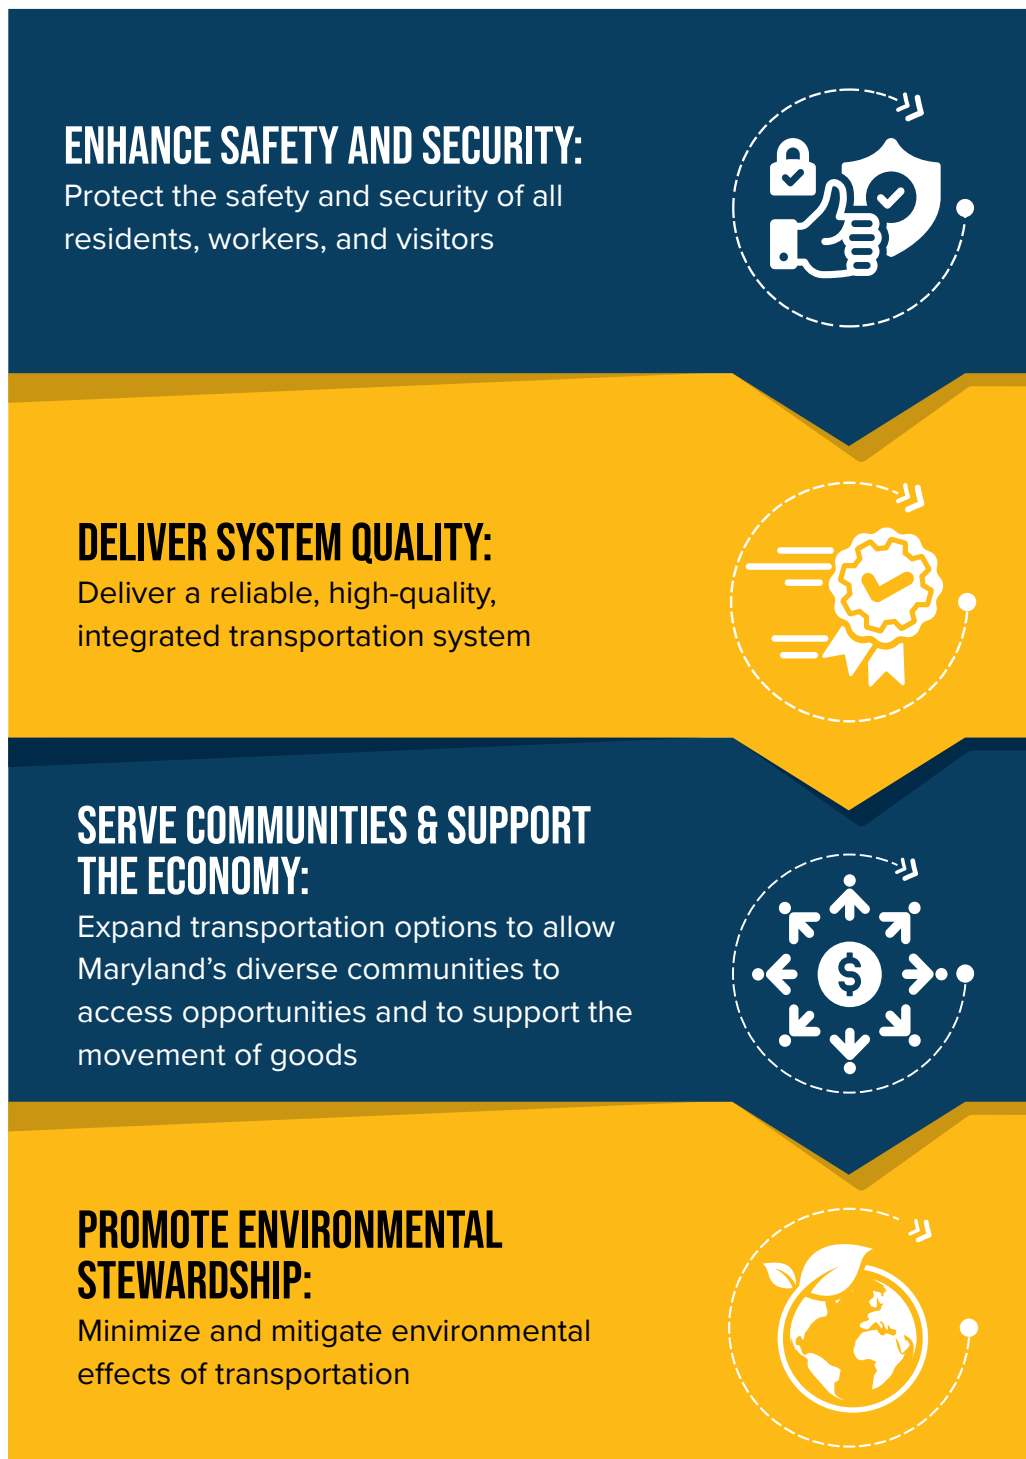 ENHANCE SAFETY AND SECURITY:
Protect the safety and security of all
residents, workers, and visitors
DELIVER SYSTEM QUALITY:
Deliver a reliable, high-quality,
integrated transportation system
SERVE COMMUNITIES & SUPPORT
THE ECONOMY:
Expand transportation options to allow
Maryland’s diverse communities to
access opportunities and to support the
movement of goods
$
PROMOTE ENVIRONMENTAL
STEWARDSHIP:
Minimize and mitigate environmental
effects of transportation